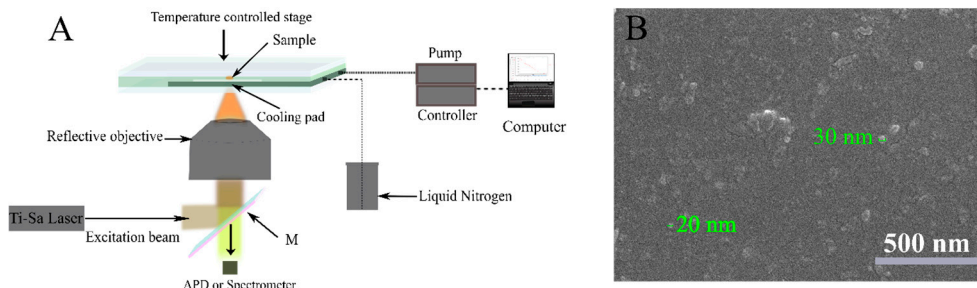 A
Temperature controlled stage
Sample
Pump
Cooling pad
Controller
Computer
Reflective objective
Liquid Nitrogen
Ti-Sa Laser
Excitation beam
M
APD or Spectrometer
B
30 nm
20 nm
500 nm